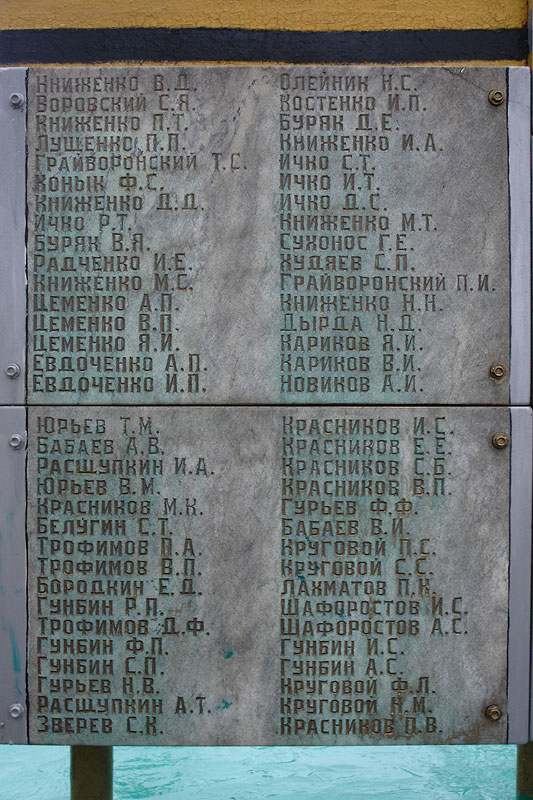 Книженко В.Д.
Воровский С.Я.
Книженко П.Т.
Лущенко П.П.
Грайворонский Т.С.
Конык Ф.С.
Книженко Д.Д.
Ичко Р.Т.
Буряк В.Я.
Радченко И.Е.
Книженко М.С.
Цеменко А.П.
Цеменко В.П.
Цеменко Я.И.
Евдоченко А.П.
Евдоченко И.П.
Олейник Н.С.
Костенко И.П.
Буряк Д.Е.
Книженко И.А.
Ичко С.Т.
Ичко И.Т.
Ичко Д.С.
Книженко М.Т.
Сухонос Г.Е.
Худяев С.П.
Грайворонский П.И.
Книженко Н.Н.
Дырда Н.Д.
Кариков Я.И.
Кариков В.И.
Новиков А.И.
Юрьев Т.М.
Бабаев А.В.
Расщупкин И.А.
Юрьев В.М.
Красников М.К.
Белугин С.Т.
Трофимов П.А.
Трофимов В.П.
Бородкин Е.Д.
Гунбин Р.П.
Трофимов Д.Ф.
Гунбин Ф.П.
Гунбин С.П.
Гурьев Н.В.
Расщупкин А.Т.
Зверев С.К.
Красников И.С.
Красников Е.Е.
Красников С.Б.
Красников В.П.
Гурьев Ф.Ф.
Бабаев В.И.
Круговой П.С.
Круговой С.С.
Лахматов П.К.
Шафоростов И.С.
Шафоростов А.С.
Гунбин И.С.
Гунбин А.С.
Круговой Ф.Л.
Круговой Н.М.
Красников П.В.